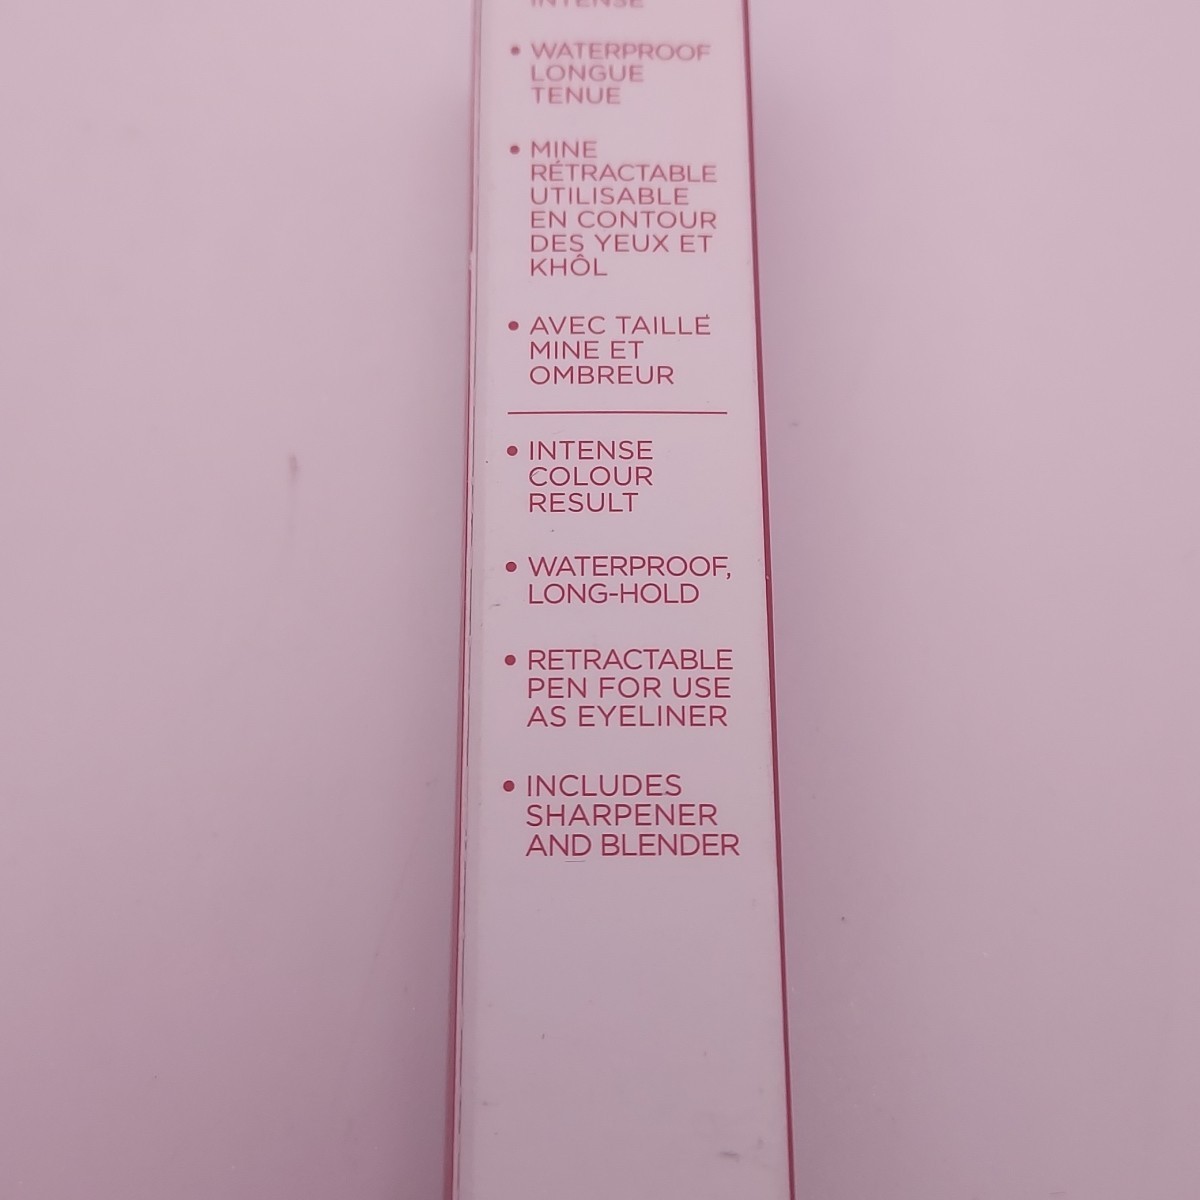 INTENSE
• WATERPROOF
LONGUE
TENUE
• MINE
RÉTRACTABLE
UTILISABLE
EN CONTOUR
DES YEUX ET
KHÔL
• AVEC TAILLE
MINE ET
OMBREUR
• INTENSE
COLOUR
RESULT
• WATERPROOF,
LONG-HOLD
• RETRACTABLE
PEN FOR USE
AS EYELINER
• INCLUDES
SHARPENER
AND BLENDER